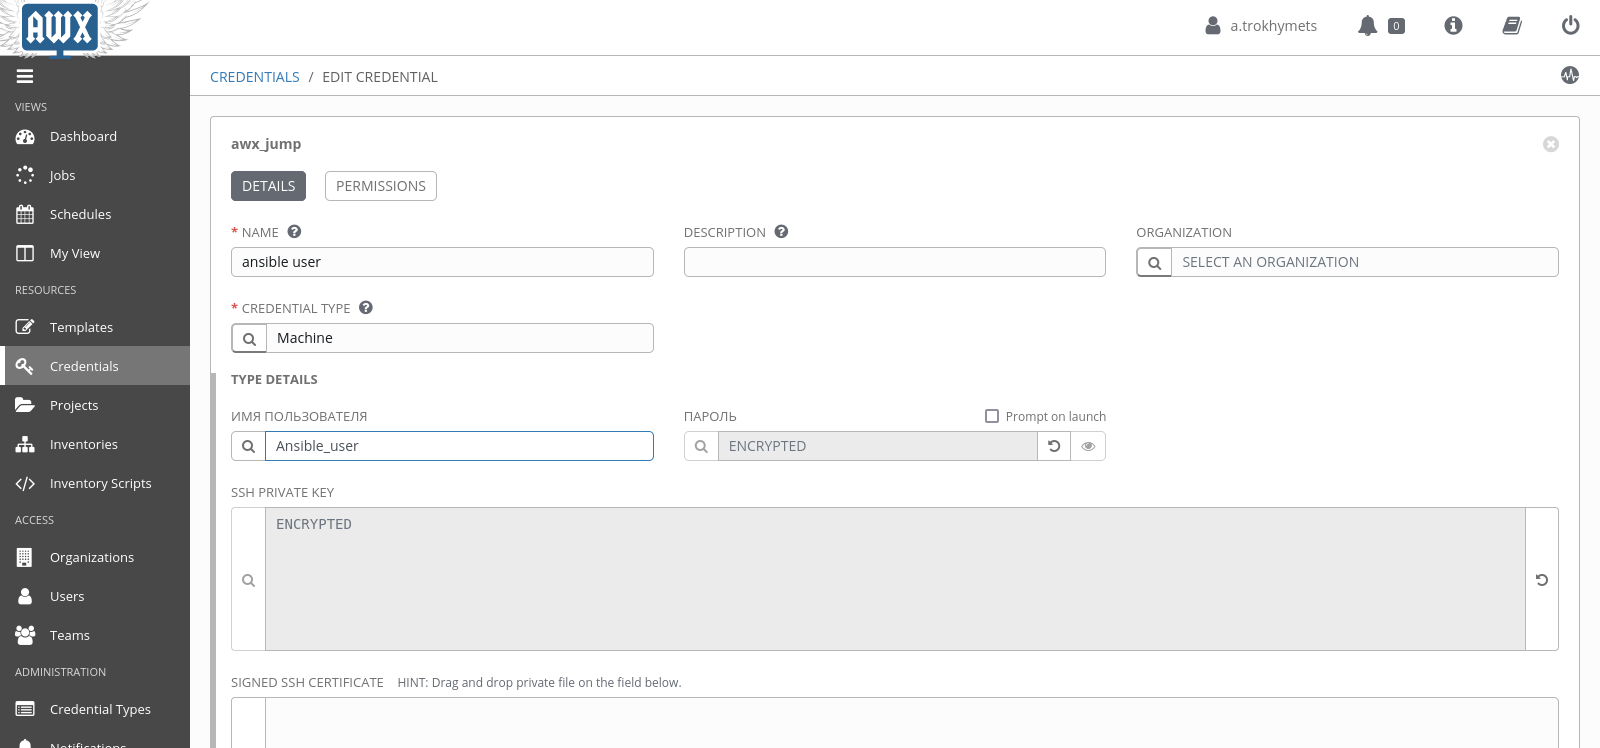 AWX
a.trokhymets
0
CREDENTIALS / EDIT CREDENTIAL
VIEWS
Dashboard
Jobs
Schedules
My View
RESOURCES
Templates
Credentials
Projects
Inventories
Inventory Scripts
ACCESS
Organizations
Users
Teams
ADMINISTRATION
Credential Types
Notifications
awx_jump
DETAILS PERMISSIONS
* NAME ? DESCRIPTION ? ORGANIZATION
ansible user SELECT AN ORGANIZATION
* CREDENTIAL TYPE ?
Machine
TYPE DETAILS
ИМЯ ПОЛЬЗОВАТЕЛЯ ПАРОЛЬ Prompt on launch
Ansible_user ENCRYPTED
SSH PRIVATE KEY
ENCRYPTED
SIGNED SSH CERTIFICATE HINT: Drag and drop private file on the field below.